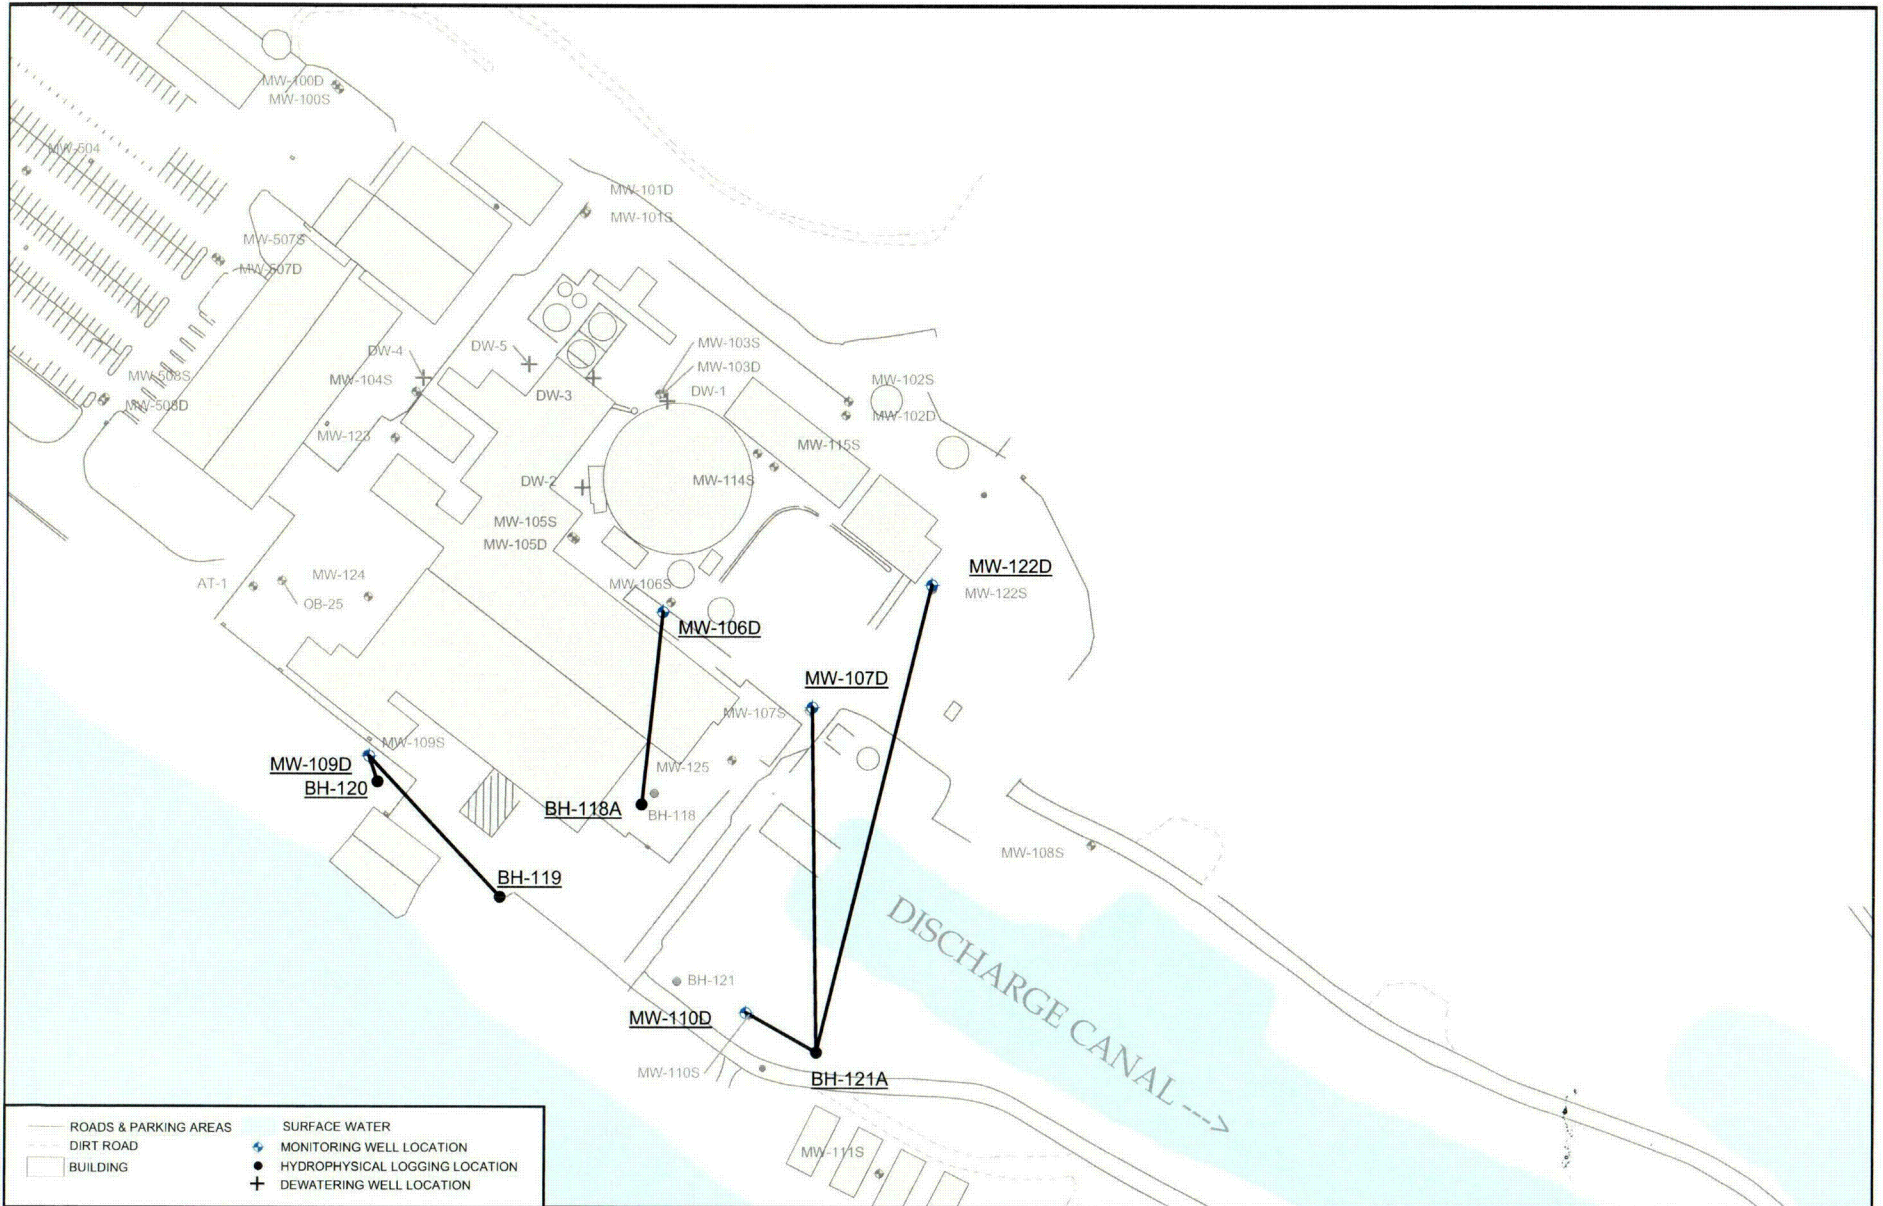 MW-100D
MW-100S
MW-504
MW-101D
MW-101S
MW-507S
MW-507D
MW-103S
DW-4
DW-5
MW-103D
MW-508S
MW-104S
MW-102S
DW-3
DW-1
MW-508D
MW-102D
MW-123
MW-115S
DW-2
MW-114S
MW-105S
MW-105D
MW-122D
MW-124
AT-1
MW-106S
MW-122S
OB-25
MW-106D
MW-107D
MW-107S
MW-109S
MW-109D
MW-125
BH-120
BH-118A
BH-118
MW-108S
BH-119
DISCHARGE CANAL --->
BH-121
MW-110D
MW-110S
BH-121A
MW-111S
ROADS & PARKING AREAS
DIRT ROAD
BUILDING
SURFACE WATER
MONITORING WELL LOCATION
HYDROPHYSICAL LOGGING LOCATION
DEWATERING WELL LOCATION